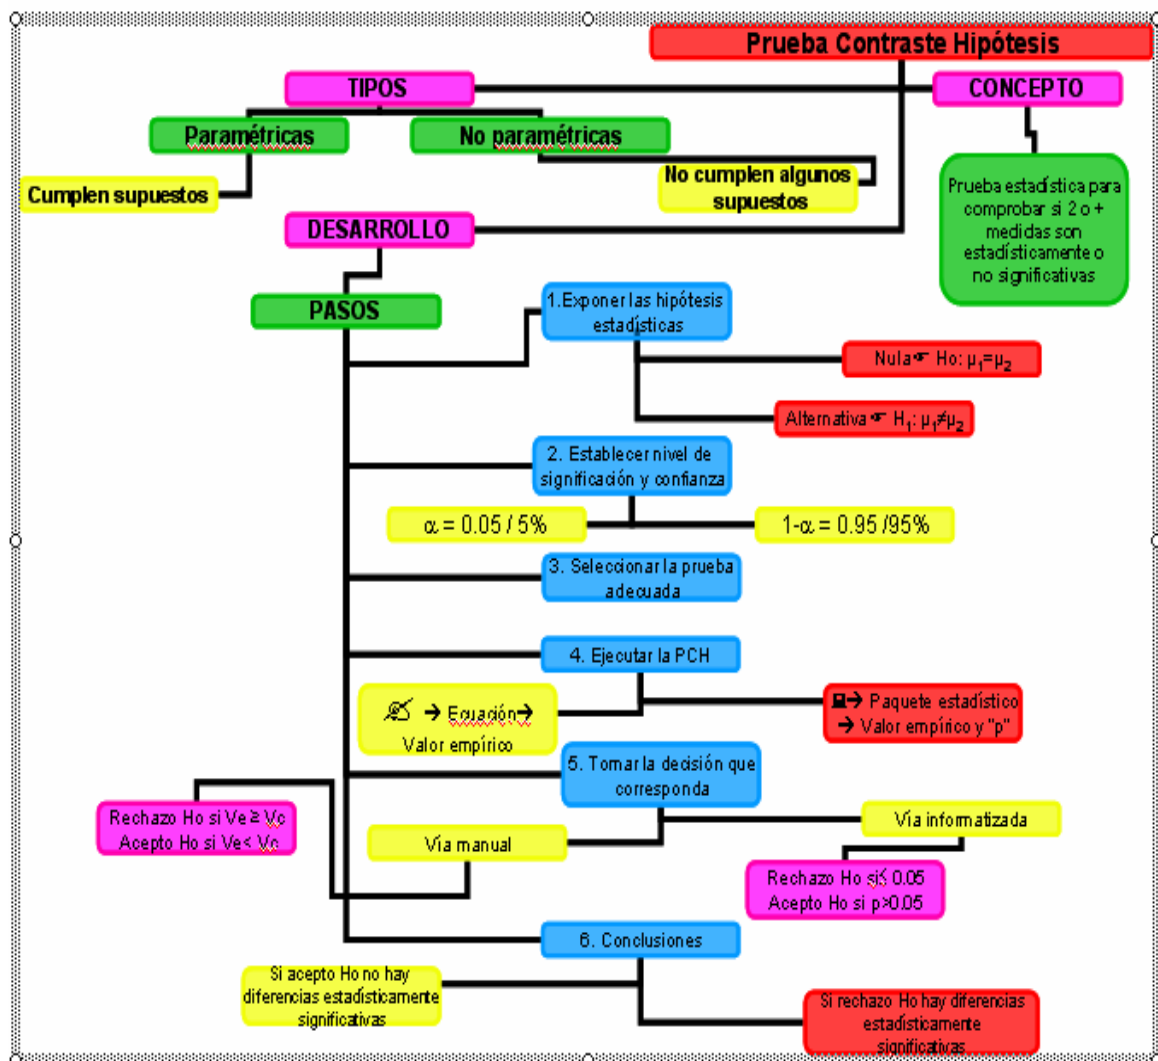 Prueba Contraste Hipótesis
TIPOS
CONCEPTO
Paramétricas
No paramétricas
Cumplen supuestos
No cumplen algunos
supuestos
Prueba estadística para
comprobar si 2 o +
medidas son
estadísticamente o
no significativas
DESARROLLO
PASOS
1.Exponer las hipótesis
estadísticas
Nula☞ Ho: µ₁=µ₂
Alternativa ☞ H₁: µ₁≠µ₂
2. Establecer nivel de
significación y confianza
α = 0.05 / 5%
1-α = 0.95 /95%
3. Seleccionar la prueba
adecuada
4. Ejecutar la PCH
✍ → Ecuación→
Valor empírico
🖥→ Paquete estadístico
→ Valor empírico y "p"
5. Tomar la decisión que
corresponda
Rechazo Ho si Ve ≥ Vc
Acepto Ho si Ve< Vc
Vía manual
Vía informatizada
Rechazo Ho si≤ 0.05
Acepto Ho si p>0.05
6. Conclusiones
Si acepto Ho no hay
diferencias estadísticamente
significativas
Si rechazo Ho hay diferencias
estadísticamente
significativas